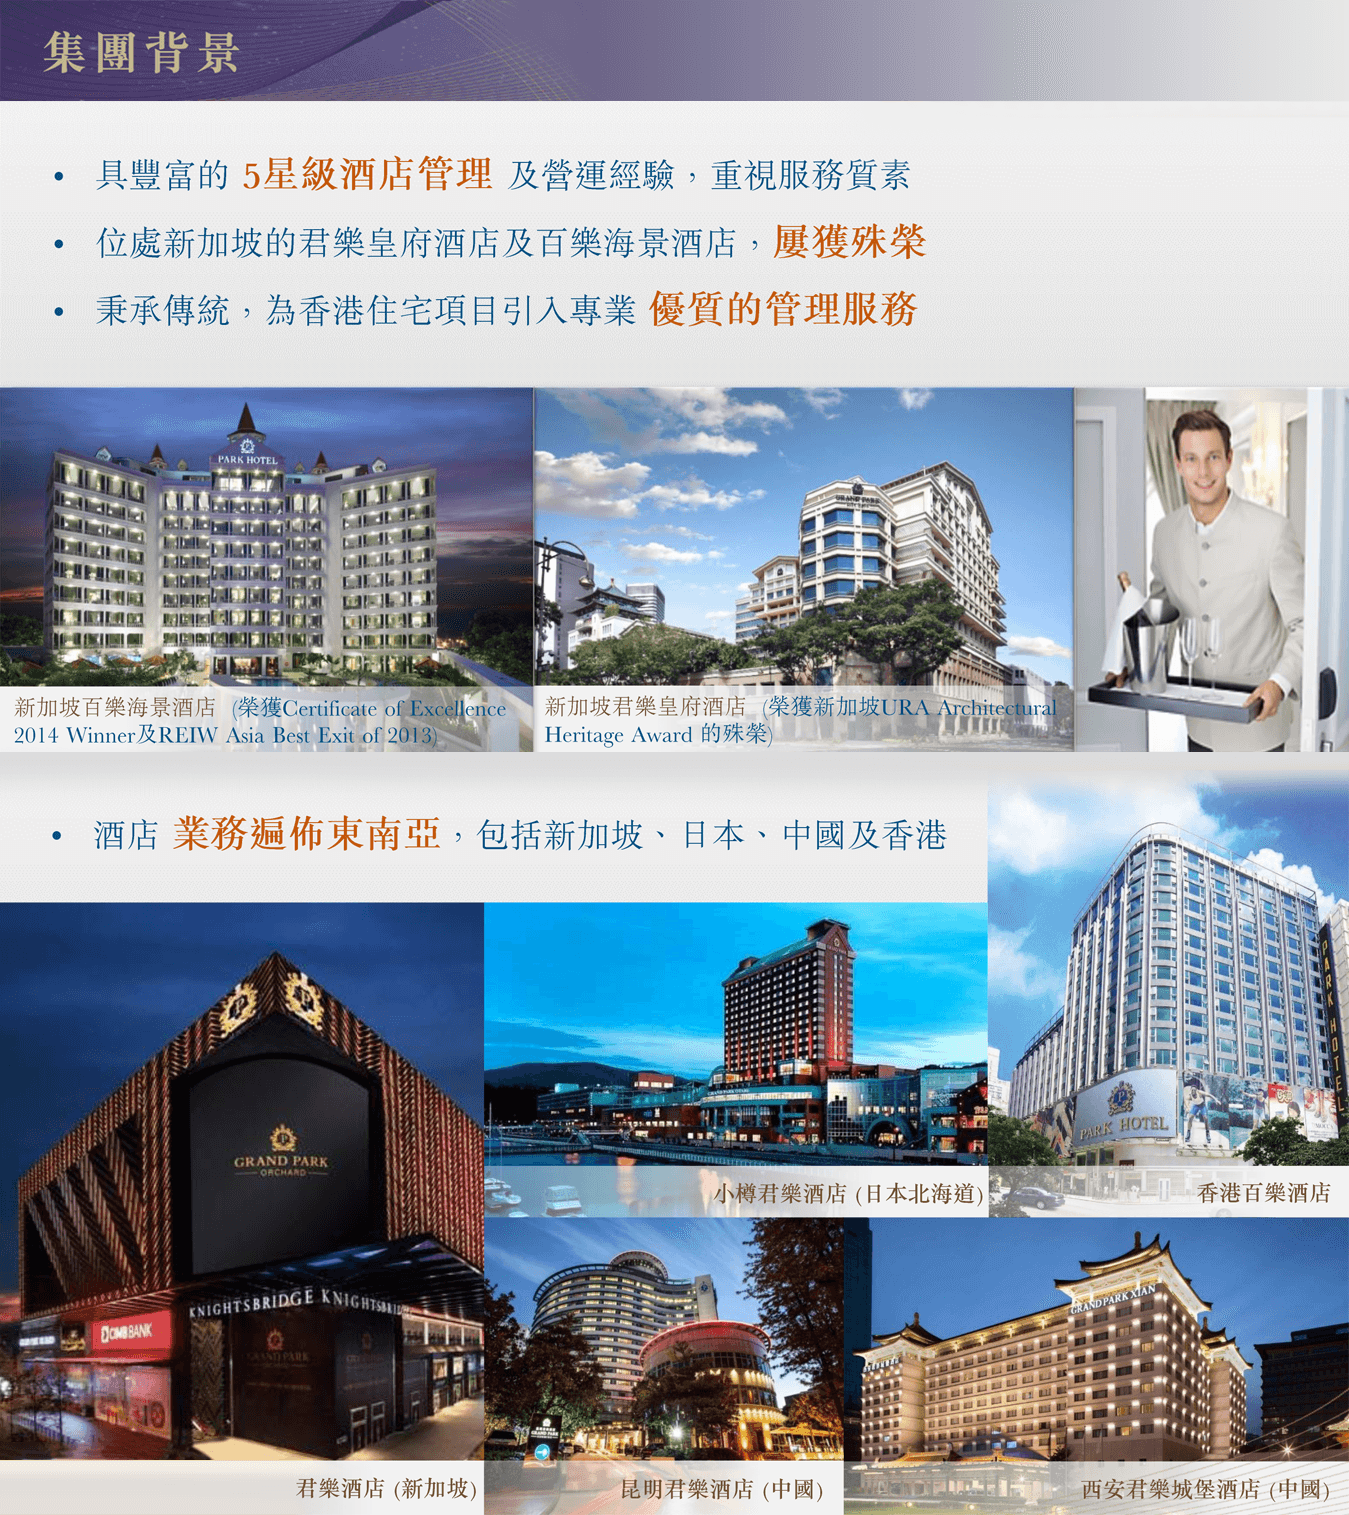 集團背景
• 具豐富的 5星級酒店管理 及營運經驗，重視服務質素
• 位處新加坡的君樂皇府酒店及百樂海景酒店，屢獲殊榮
• 秉承傳統，為香港住宅項目引入專業 優質的管理服務
PARK HOTEL
GRAND PARK
新加坡百樂海景酒店 (榮獲Certificate of Excellence
2014 Winner及REIW Asia Best Exit of 2013)
新加坡君樂皇府酒店 (榮獲新加坡URA Architectural
Heritage Award 的殊榮)
• 酒店 業務遍佈東南亞，包括新加坡、日本、中國及香港
PARK HOTEL
PARK HOTEL
GRAND PARK
ORCHARD
KNIGHTSBRIDGE KNIGHTSBRIDGE
CIMB BANK
GRAND PARK
君樂酒店 (新加坡)
小樽君樂酒店 (日本北海道)
香港百樂酒店
GRAND PARK
昆明君樂酒店 (中國)
GRAND PARK XIAN
西安君樂城堡酒店 (中國)